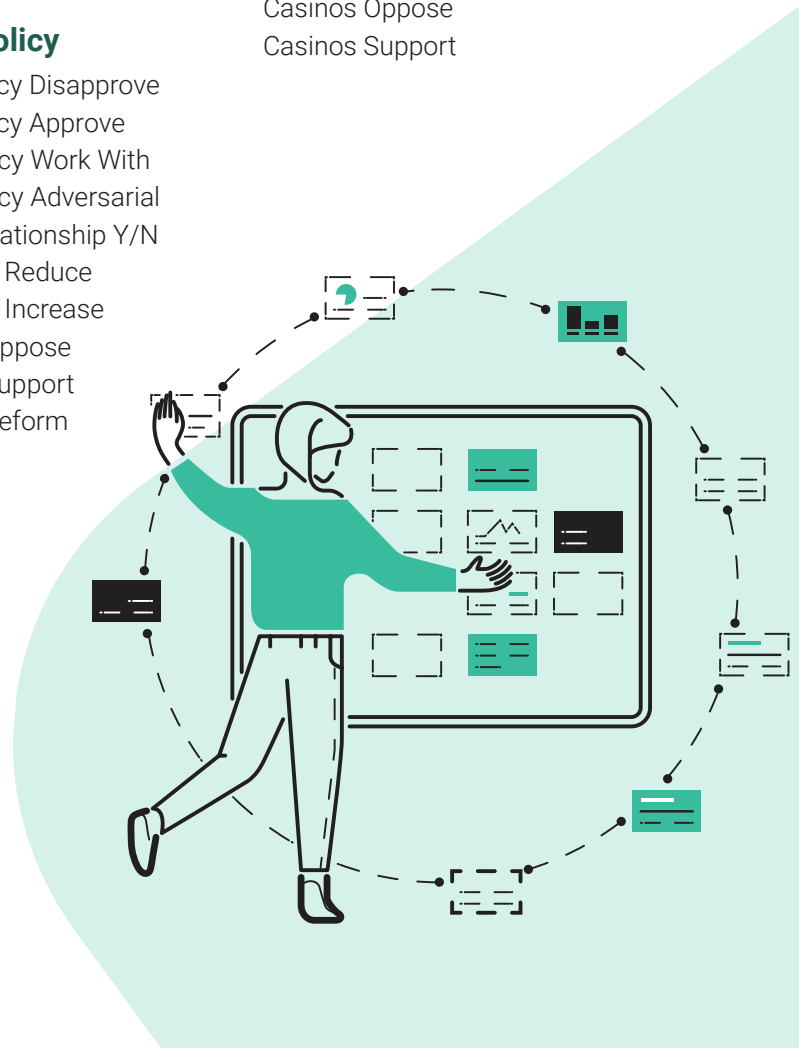 olicy
cy Disapprove
cy Approve
cy Work With
cy Adversarial
ationship Y/N
Reduce
Increase
ppose
upport
eform
Casinos Oppose
Casinos Support